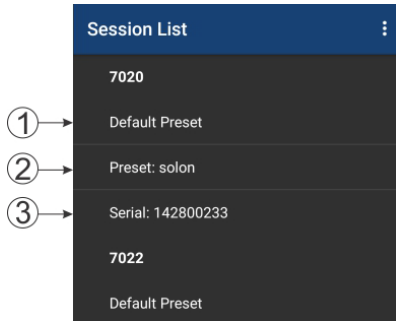 Session List
7020
1
Default Preset
2
Preset: solon
3
Serial: 142800233
7022
Default Preset